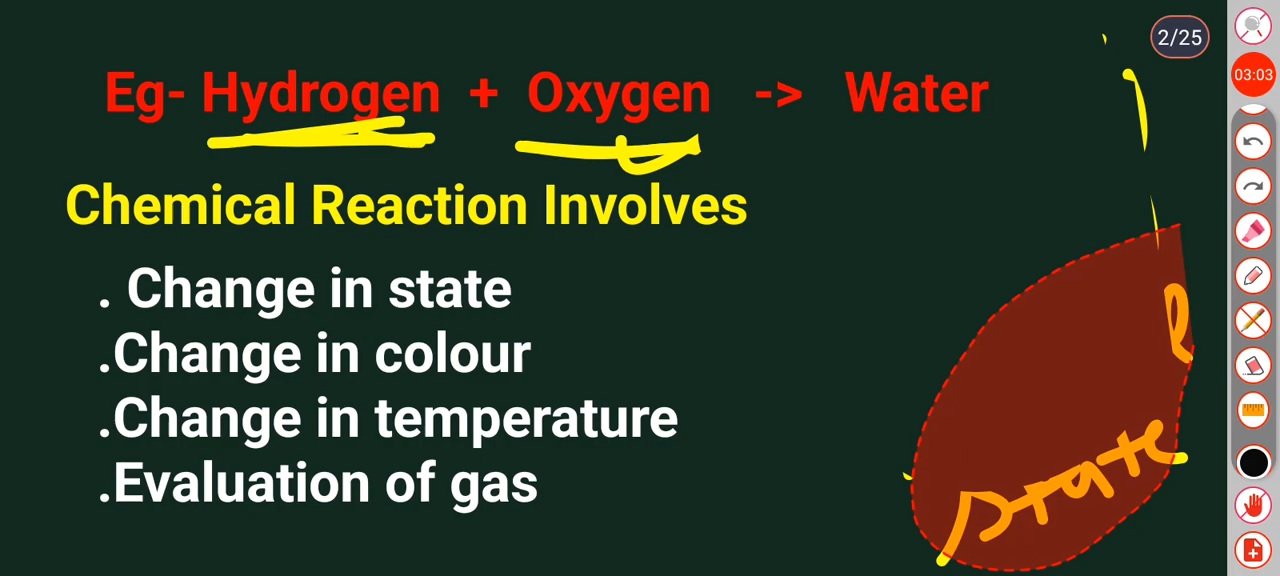 2/25
Eg- Hydrogen + Oxygen -> Water
03:03
Chemical Reaction Involves
. Change in state
.Change in colour
.Change in temperature
.Evaluation of gas
state